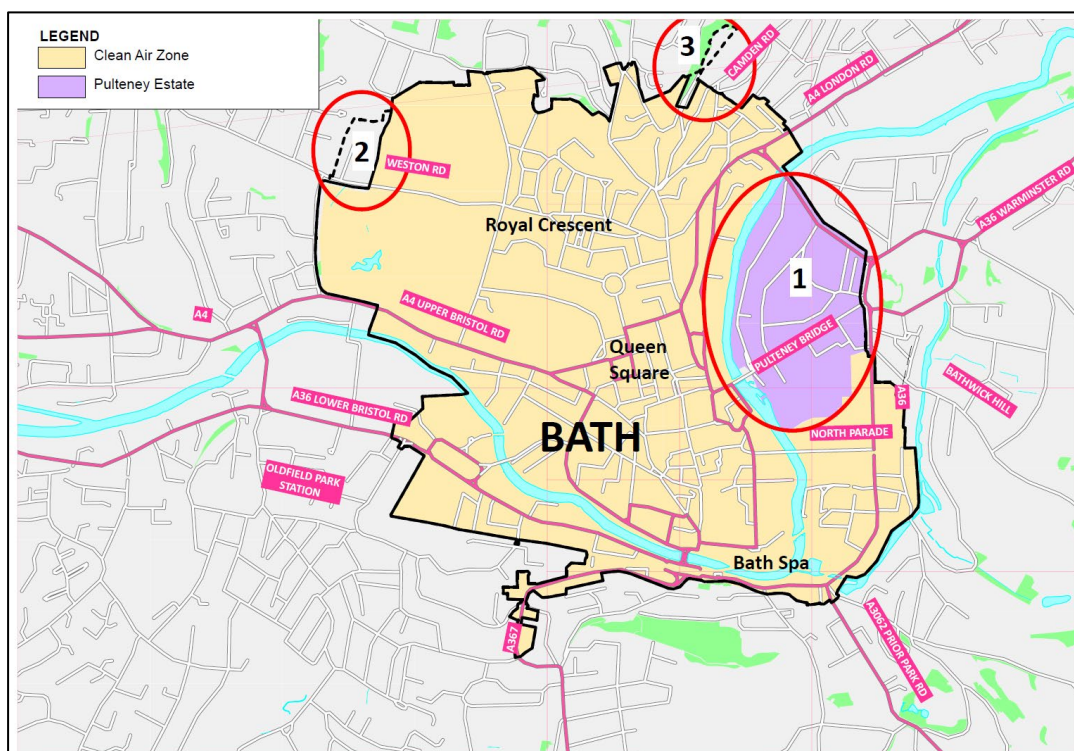 LEGEND
Clean Air Zone
Pulteney Estate
3
CAMDEN RD
A4 LONDON RD
2
WESTON RD
A36 WARMINSTER RD
Royal Crescent
1
A4
A4 UPPER BRISTOL RD
PULTENEY BRIDGE
Queen
Square
A36
BATHWICK HILL
A36 LOWER BRISTOL RD
BATH
NORTH PARADE
OLDFIELD PARK
STATION
Bath Spa
A367
A3062 PRIOR PARK RD